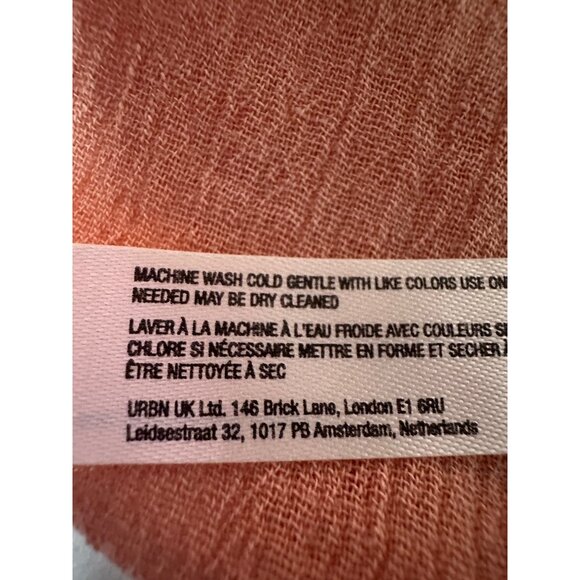 MACHINE WASH COLD GENTLE WITH LIKE COLORS USE
NEEDED MAY BE DRY CLEANED
LAVER À LA MACHINE À L'EAU FROIDE AVEC COULEURS
CHLORE SI NÉCESSAIRE METTRE EN FORME ET SECHER À
ÊTRE NETTOYÉE À SEC
URBN UK Ltd. 146 Brick Lane, London E1 6RU
Leidsestraat 32, 1017 PB Amsterdam, Netherlands